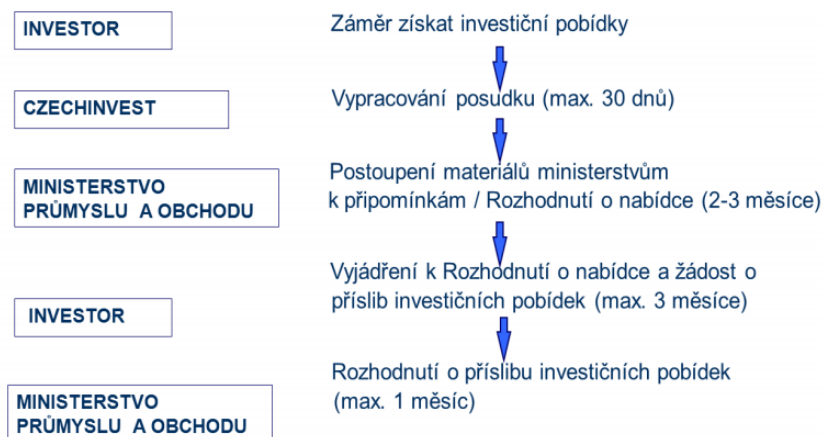 INVESTOR
Záměr získat investiční pobídky
CZECHINVEST
Vypracování posudku (max. 30 dnů)
MINISTERSTVO
PRŮMYSLU A OBCHODU
Postoupení materiálů ministerstvům
k připomínkám / Rozhodnutí o nabídce (2-3 měsíce)
INVESTOR
Vyjádření k Rozhodnutí o nabídce a žádost o
příslib investičních pobídek (max. 3 měsíce)
MINISTERSTVO
PRŮMYSLU A OBCHODU
Rozhodnutí o příslibu investičních pobídek
(max. 1 měsíc)